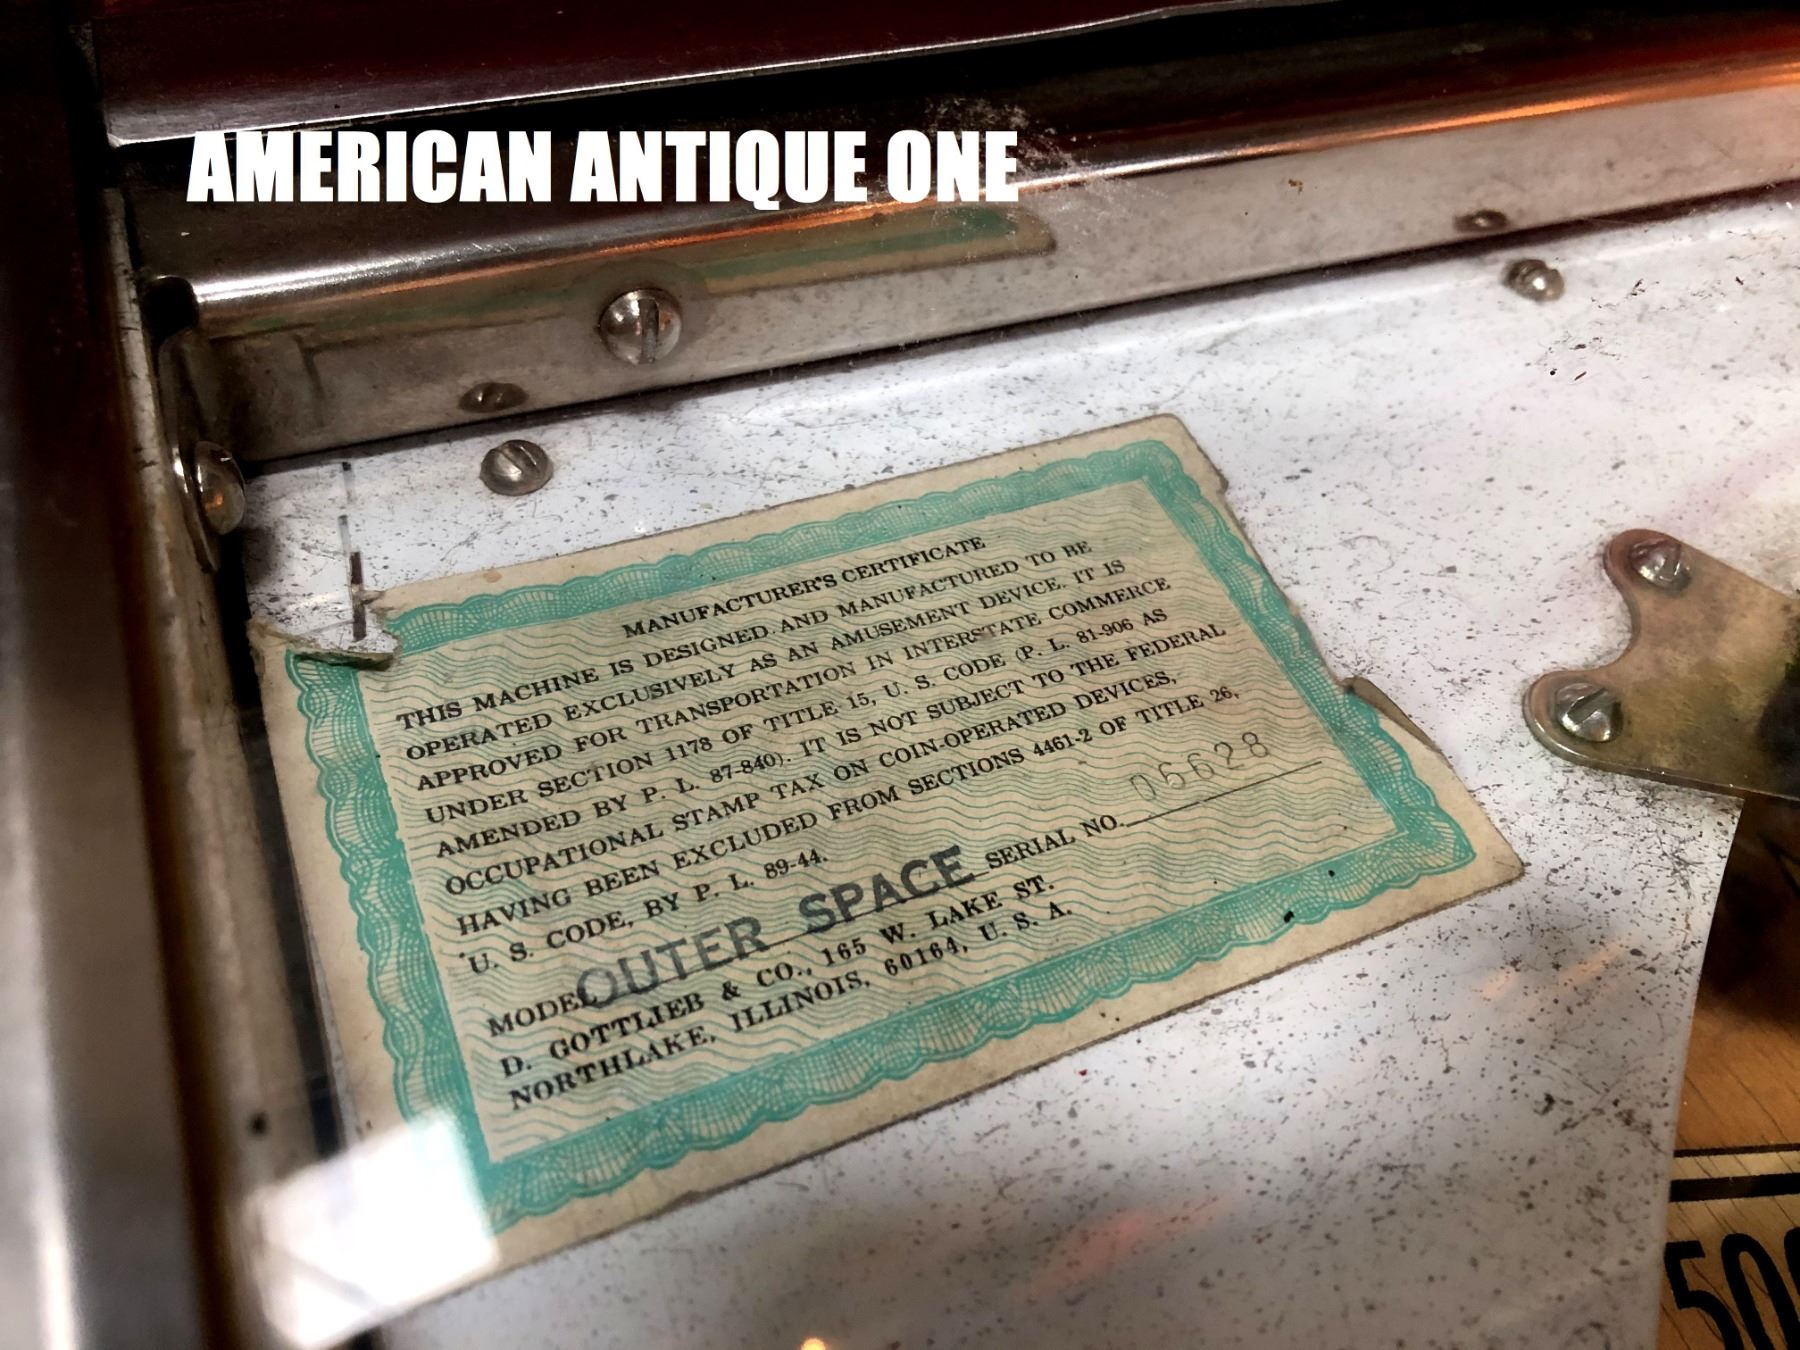 AMERICAN ANTIQUE ONE
MANUFACTURER'S CERTIFICATE
THIS MACHINE IS DESIGNED AND MANUFACTURED TO BE
OPERATED EXCLUSIVELY AS AN AMUSEMENT DEVICE. IT IS
APPROVED FOR TRANSPORTATION IN INTERSTATE COMMERCE
UNDER SECTION 1178 OF TITLE 15, U. S. CODE (P. L. 81-906 AS
AMENDED BY P. L. 87-840). IT IS NOT SUBJECT TO THE FEDERAL
OCCUPATIONAL STAMP TAX ON COIN-OPERATED DEVICES,
HAVING BEEN EXCLUDED FROM SECTIONS 4461-2 OF TITLE 26,
U. S. CODE, BY P. L. 89-44.
MODEL OUTER SPACE SERIAL NO. 05628
D. GOTTLIEB & CO., 165 W. LAKE ST.
NORTHLAKE, ILLINOIS, 60164, U. S. A.